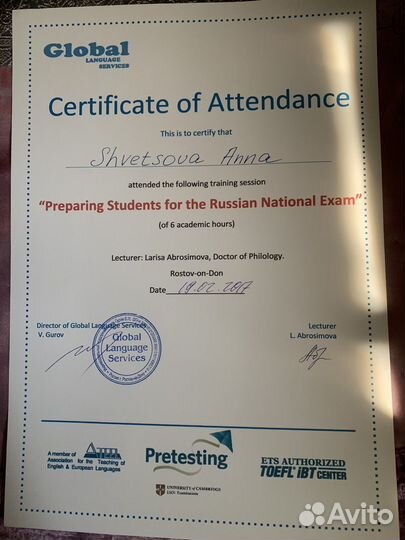 Global
LANGUAGE
SERVICES
Certificate of Attendance
This is to certify that
Shvetsova Anna
attended the following training session
“Preparing Students for the Russian National Exam”
(of 6 academic hours)
Lecturer: Larisa Abrosimova, Doctor of Philology.
Rostov-on-Don
Date 19.02.2017
Director of Global Language Services
V. Gurov
Lecturer
L. Abrosimova
Global
Language
Services
A member of
Association for the Teaching of
English & European Languages
Pretesting
UNIVERSITY of CAMBRIDGE
ESOL Examinations
ETS AUTHORIZED
TOEFL iBT CENTER
Avito